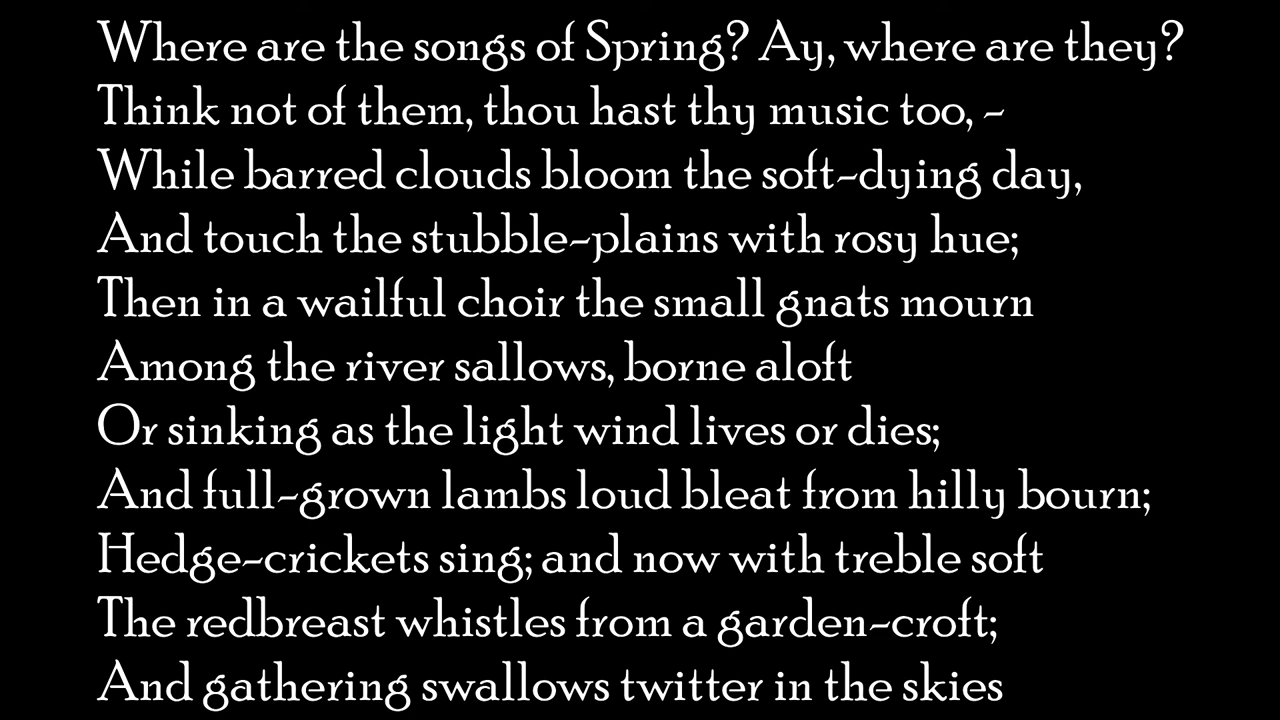 Where are the songs of Spring? Ay, where are they?
Think not of them, thou hast thy music too, -
While barred clouds bloom the soft-dying day,
And touch the stubble-plains with rosy hue;
Then in a wailful choir the small gnats mourn
Among the river sallows, borne aloft
Or sinking as the light wind lives or dies;
And full-grown lambs loud bleat from hilly bourn;
Hedge-crickets sing; and now with treble soft
The redbreast whistles from a garden-croft;
And gathering swallows twitter in the skies